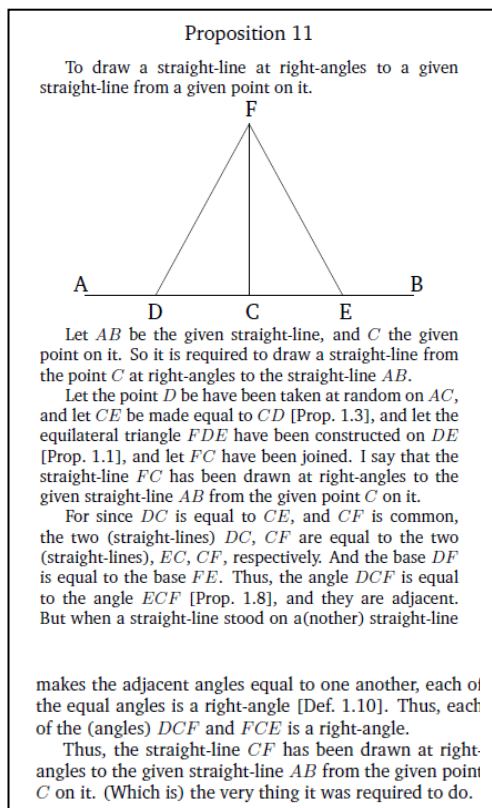 Proposition 11
To draw a straight-line at right-angles to a given
straight-line from a given point on it.
F
A
B
D
C
E
Let AB be the given straight-line, and C the given
point on it. So it is required to draw a straight-line from
the point C at right-angles to the straight-line AB.
Let the point D be have been taken at random on AC,
and let CE be made equal to CD [Prop. 1.3], and let the
equilateral triangle FDE have been constructed on DE
[Prop. 1.1], and let FC have been joined. I say that the
straight-line FC has been drawn at right-angles to the
given straight-line AB from the given point C on it.
For since DC is equal to CE, and CF is common,
the two (straight-lines) DC, CF are equal to the two
(straight-lines), EC, CF, respectively. And the base DF
is equal to the base FE. Thus, the angle DCF is equal
to the angle ECF [Prop. 1.8], and they are adjacent.
But when a straight-line stood on a(nother) straight-line
makes the adjacent angles equal to one another, each of
the equal angles is a right-angle [Def. 1.10]. Thus, each
of the (angles) DCF and FCE is a right-angle.
Thus, the straight-line CF has been drawn at right-
angles to the given straight-line AB from the given point
C on it. (Which is) the very thing it was required to do.